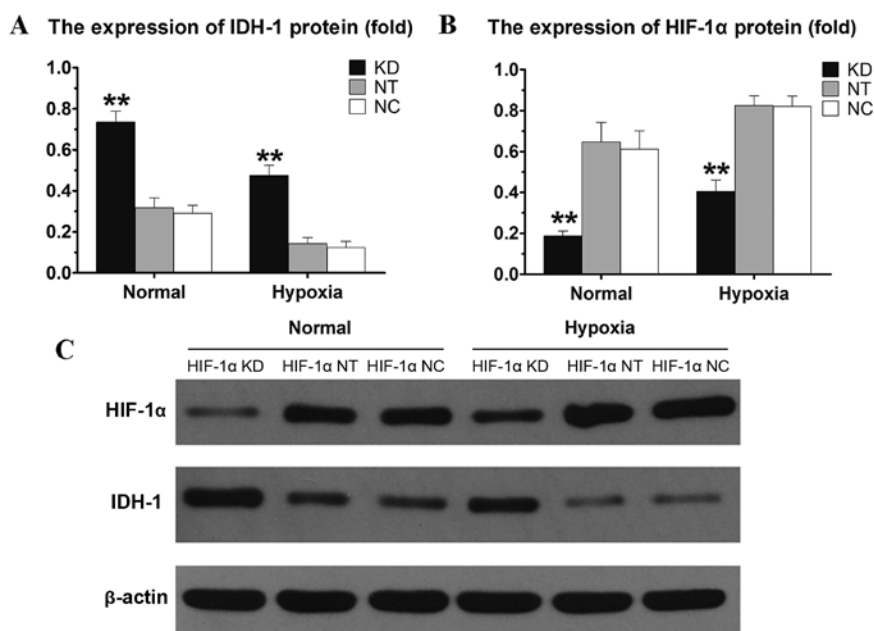 A The expression of IDH-1 protein (fold)
1.0
0.8
0.6
0.4
0.2
0.0
**
**
KD
NT
NC
Normal Hypoxia
B The expression of HIF-1α protein (fold)
1.0
0.8
0.6
0.4
0.2
0.0
**
**
KD
NT
NC
Normal Hypoxia
C
Normal Hypoxia
HIF-1α KD HIF-1α NT HIF-1α NC HIF-1α KD HIF-1α NT HIF-1α NC
HIF-1α
IDH-1
β-actin